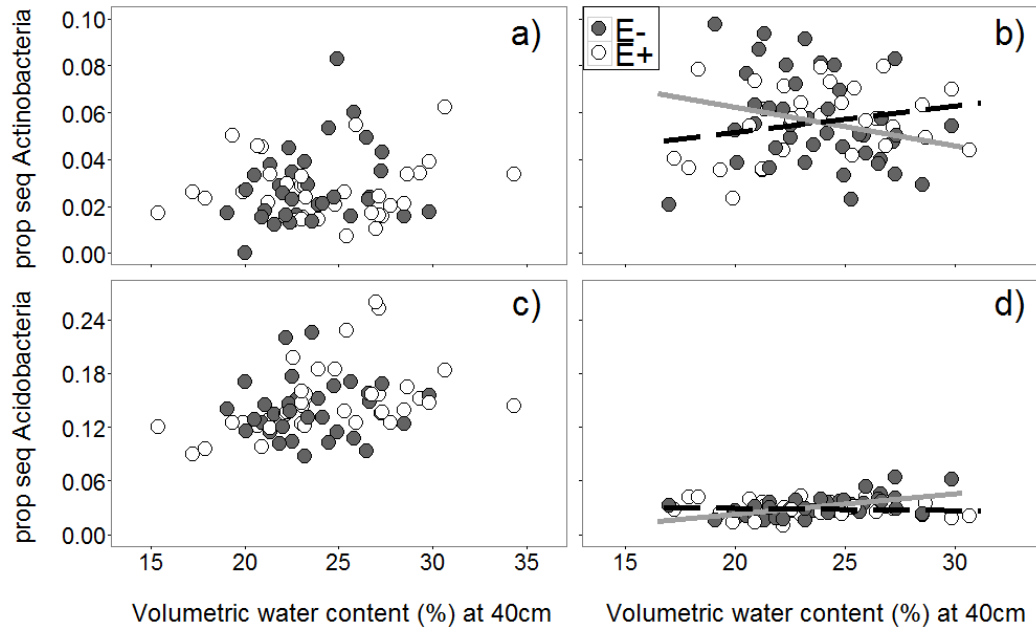 prop seq Actinobacteria
0.10
0.08
0.06
0.04
0.02
0.00
a)
E-
E+
b)
prop seq Acidobacteria
0.24
0.18
0.12
0.06
0.00
c)
d)
15 20 25 30 35
15 20 25 30
Volumetric water content (%) at 40cm
Volumetric water content (%) at 40cm